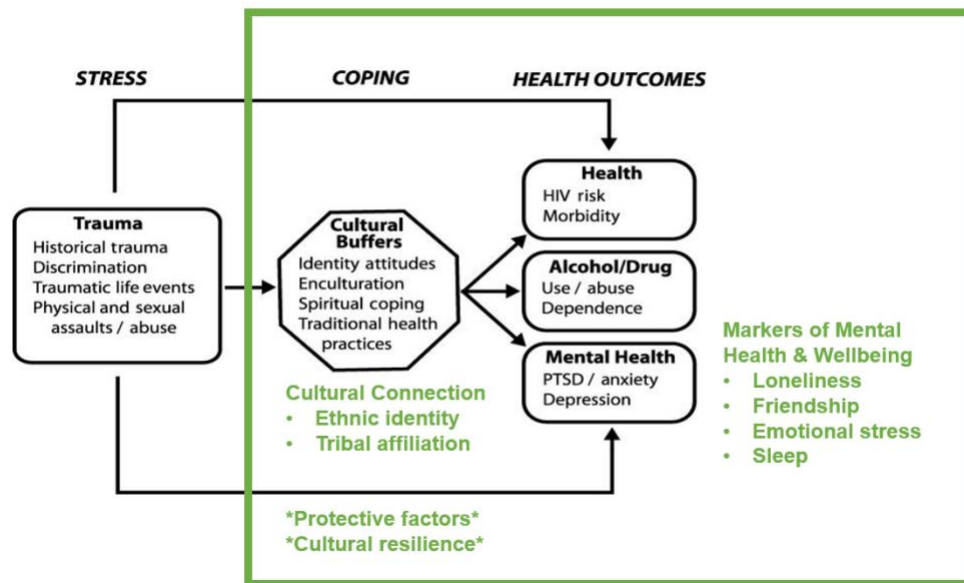 STRESS
COPING
HEALTH OUTCOMES
Trauma
Historical trauma
Discrimination
Traumatic life events
Physical and sexual
assaults / abuse
Cultural
Buffers
Identity attitudes
Enculturation
Spiritual coping
Traditional health
practices
Health
HIV risk
Morbidity
Alcohol/Drug
Use / abuse
Dependence
Mental Health
PTSD / anxiety
Depression
Cultural Connection
• Ethnic identity
• Tribal affiliation
Markers of Mental
Health & Wellbeing
• Loneliness
• Friendship
• Emotional stress
• Sleep
*Protective factors*
*Cultural resilience*